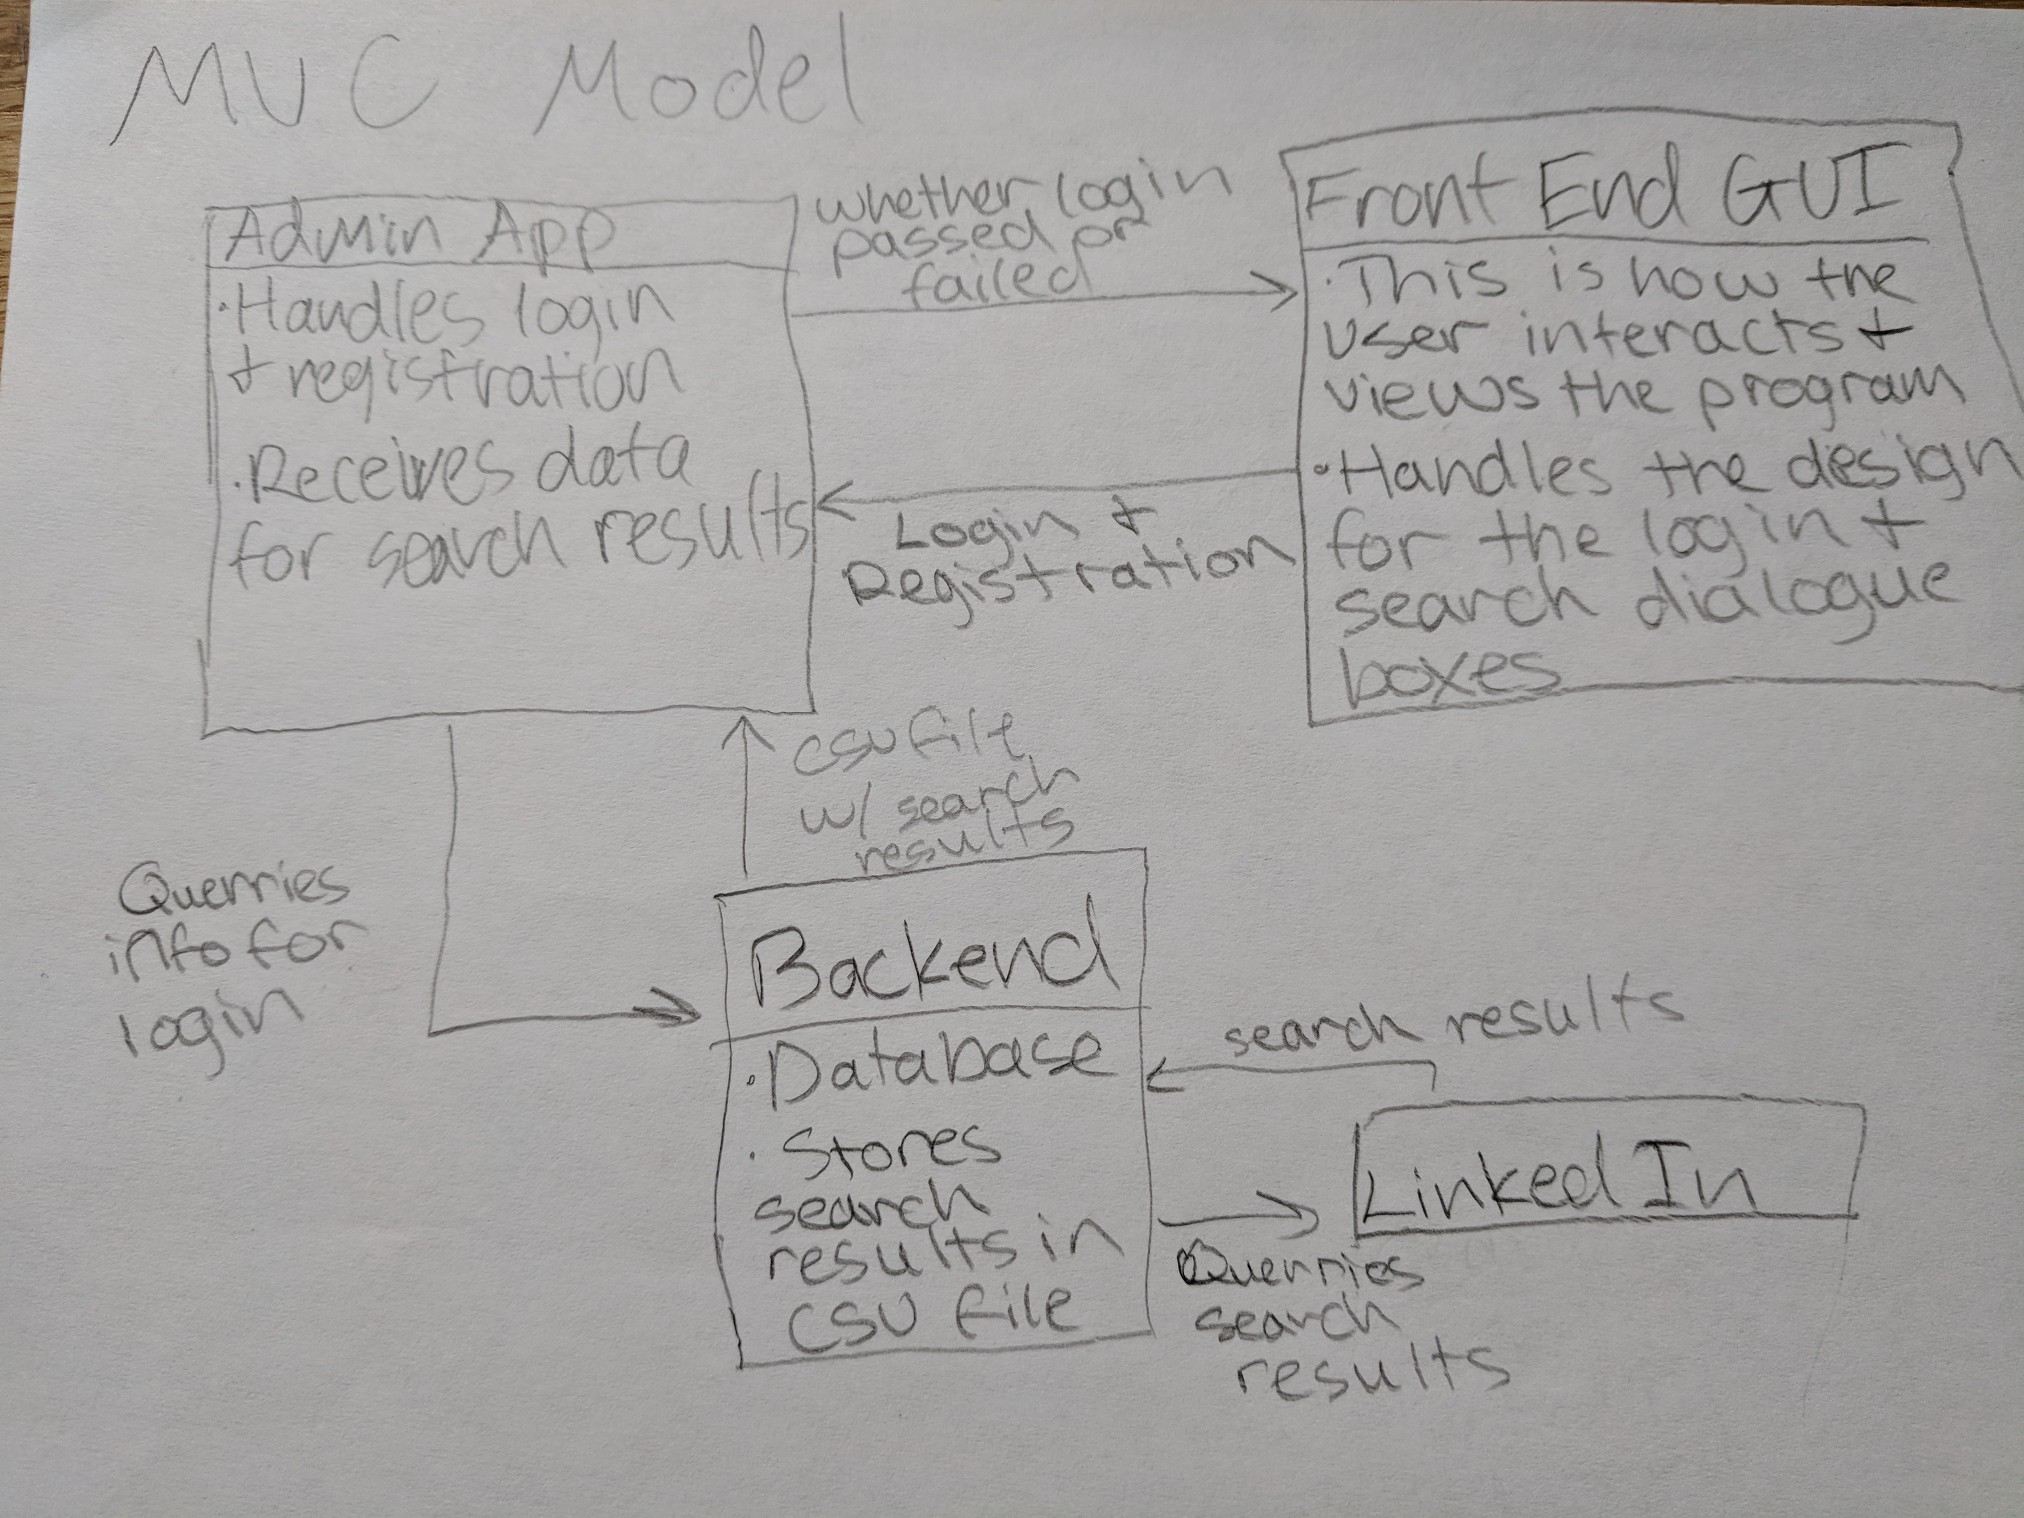 MVC Model
Admin App
·Handles login
+ registration
·Receives data
for search results
whether login
passed or
failed
Front End GUI
·This is how the
user interacts +
views the program
·Handles the design
for the login +
search dialogue
boxes
Login +
Registration
csv file
w/ search
results
Querries
info for
login
Backend
·Database
·Stores
search
results in
CSV file
search results
Linked In
Querries
search
results